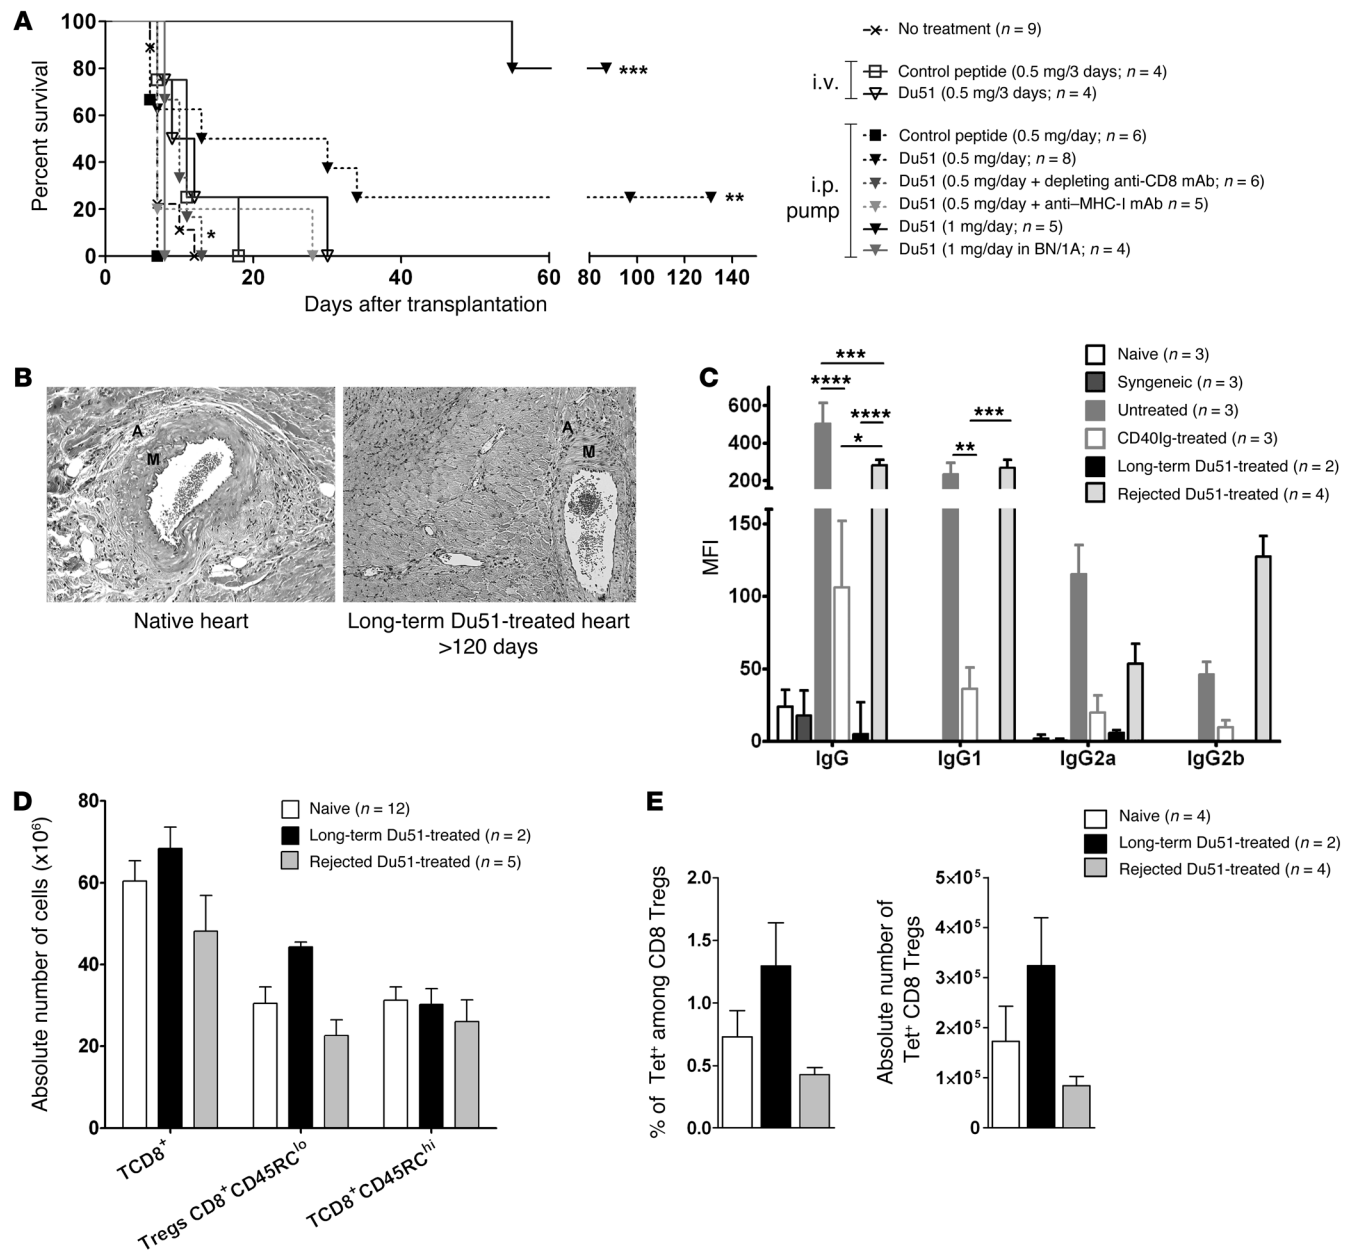 A
100
80
60
40
20
0
Percent survival
***
**
*
0 20 40 60 80 100 120 140
Days after transplantation
No treatment (n = 9)
i.v.
Control peptide (0.5 mg/3 days; n = 4)
Du51 (0.5 mg/3 days; n = 4)
i.p. pump
Control peptide (0.5 mg/day; n = 6)
Du51 (0.5 mg/day; n = 8)
Du51 (0.5 mg/day + depleting anti-CD8 mAb; n = 6)
Du51 (0.5 mg/day + anti–MHC-I mAb n = 5)
Du51 (1 mg/day; n = 5)
Du51 (1 mg/day in BN/1A; n = 4)
B
A
M
A
M
Native heart
Long-term Du51-treated heart
>120 days
C
Naive (n = 3)
Syngeneic (n = 3)
Untreated (n = 3)
CD40Ig-treated (n = 3)
Long-term Du51-treated (n = 2)
Rejected Du51-treated (n = 4)
***
****
****
*
***
**
600
400
200
150
100
50
0
MFI
IgG IgG1 IgG2a IgG2b
D
Naive (n = 12)
Long-term Du51-treated (n = 2)
Rejected Du51-treated (n = 5)
80
60
40
20
0
Absolute number of cells (x10⁶)
TCD8⁺
Tregs CD8⁺CD45RCˡᵒ
TCD8⁺CD45RCʰⁱ
E
Naive (n = 4)
Long-term Du51-treated (n = 2)
Rejected Du51-treated (n = 4)
2.0
1.5
1.0
0.5
0.0
% of Tet⁺ among CD8 Tregs
5×10⁵
4×10⁵
3×10⁵
2×10⁵
1×10⁵
0
Absolute number of
Tet⁺ CD8 Tregs